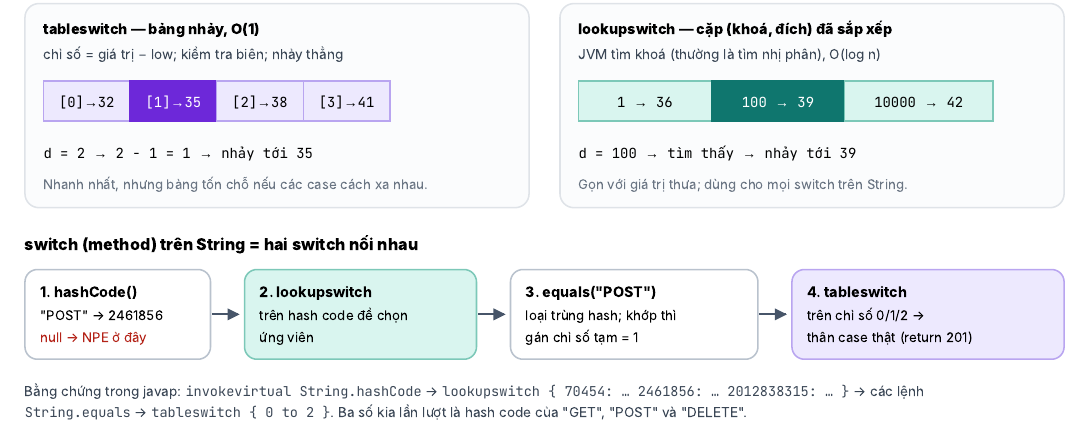 tableswitch — bảng nhảy, O(1)
chỉ số = giá trị − low; kiểm tra biên; nhảy thẳng
[0]→32 [1]→35 [2]→38 [3]→41
d = 2 → 2 - 1 = 1 → nhảy tới 35
Nhanh nhất, nhưng bảng tốn chỗ nếu các case cách xa nhau.
lookupswitch — cặp (khoá, đích) đã sắp xếp
JVM tìm khoá (thường là tìm nhị phân), O(log n)
1 → 36 100 → 39 10000 → 42
d = 100 → tìm thấy → nhảy tới 39
Gọn với giá trị thưa; dùng cho mọi switch trên String.
switch (method) trên String = hai switch nối nhau
1. hashCode()
"POST" → 2461856
null → NPE ở đây
2. lookupswitch
trên hash code để chọn
ứng viên
3. equals("POST")
loại trùng hash; khớp thì
gán chỉ số tạm = 1
4. tableswitch
trên chỉ số 0/1/2 →
thân case thật (return 201)
Bằng chứng trong javap: invokevirtual String.hashCode → lookupswitch { 70454: … 2461856: … 2012838315: … } → các lệnh
String.equals → tableswitch { 0 to 2 }. Ba số kia lần lượt là hash code của "GET", "POST" và "DELETE".